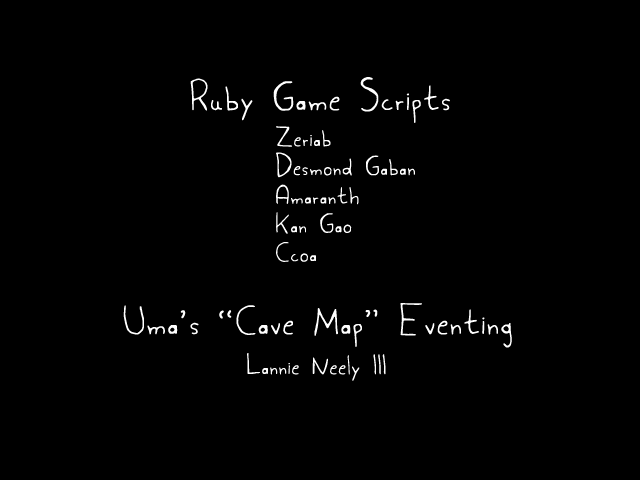 Ruby Game Scripts
Zeriab
Desmond Gaban
Amaranth
Kan Gao
Ccoa
Uma's “Cave Map” Eventing
Lannie Neely III